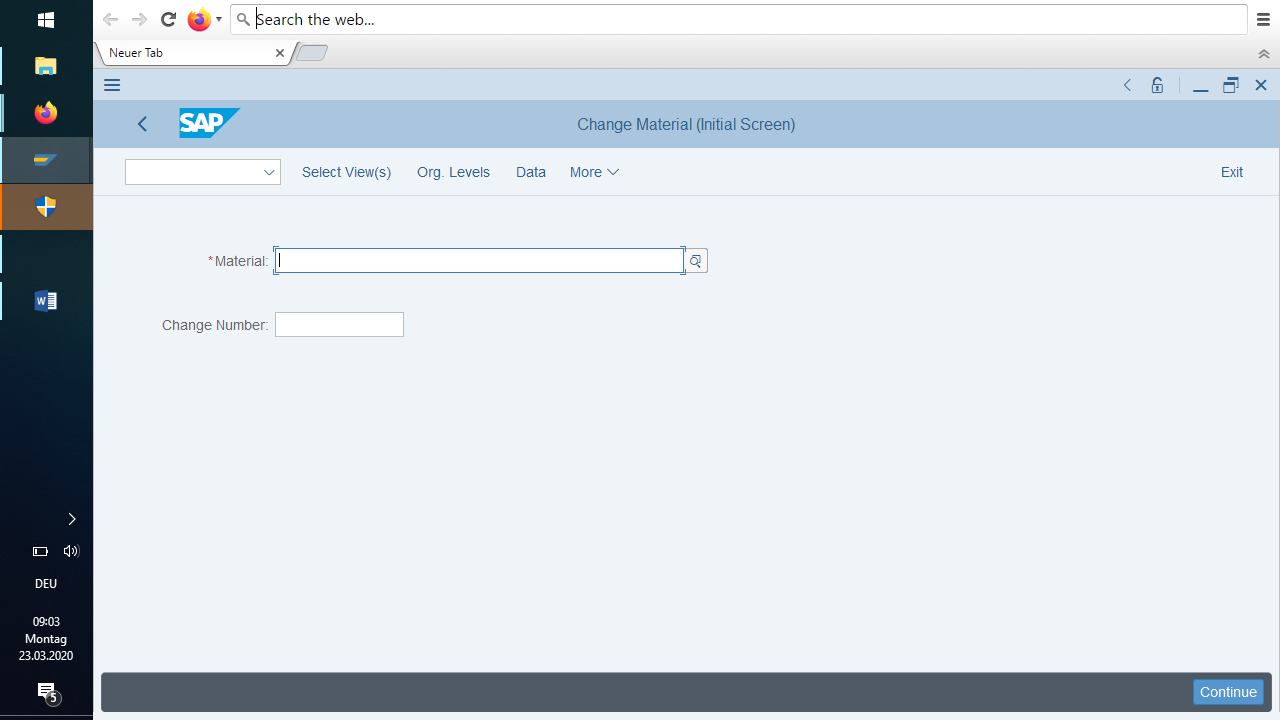 Search the web...
Neuer Tab
SAP
Change Material (Initial Screen)
Select View(s) Org. Levels Data More Exit
*Material:
Change Number:
Continue
W
DEU
09:03
Montag
23.03.2020
5